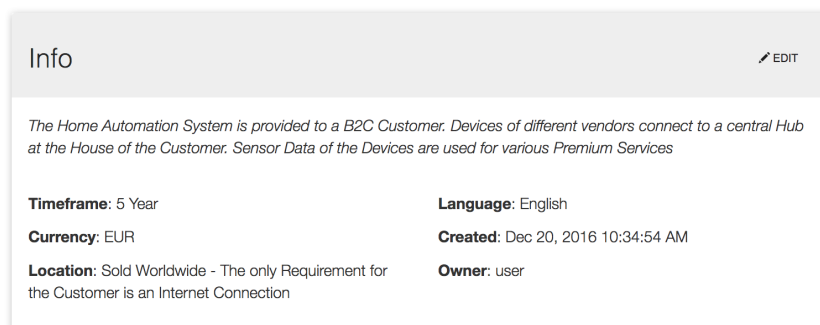 Info
EDIT
The Home Automation System is provided to a B2C Customer. Devices of different vendors connect to a central Hub
at the House of the Customer. Sensor Data of the Devices are used for various Premium Services
Timeframe: 5 Year
Language: English
Currency: EUR
Created: Dec 20, 2016 10:34:54 AM
Location: Sold Worldwide - The only Requirement for
the Customer is an Internet Connection
Owner: user